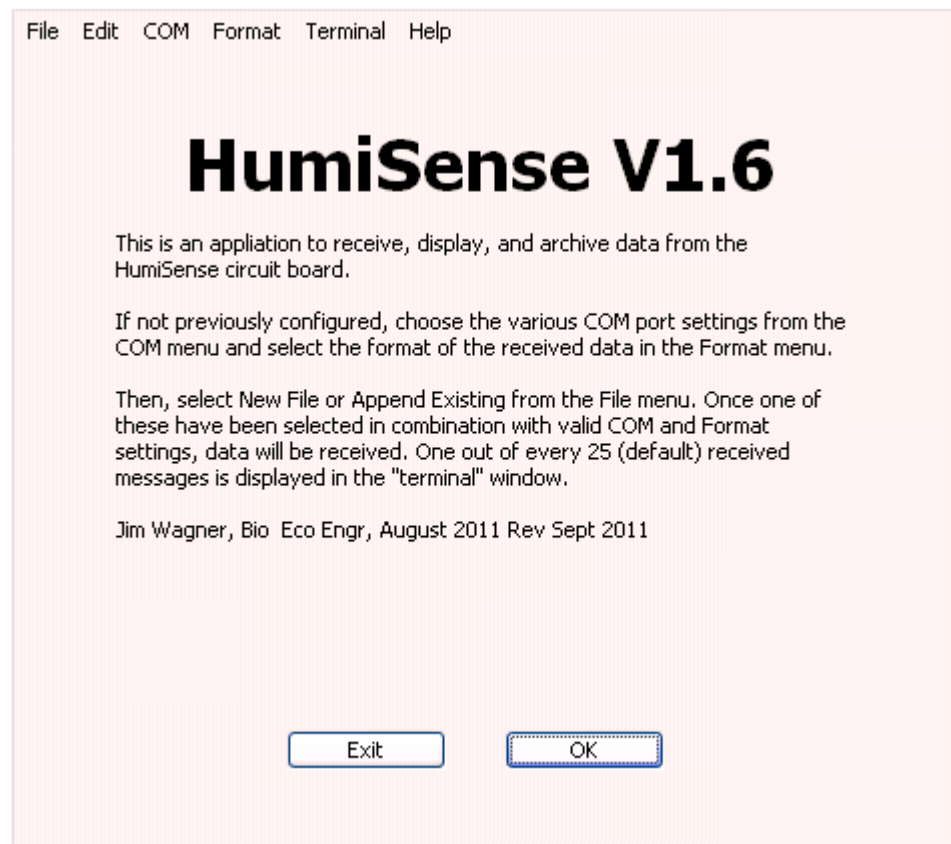 File Edit COM Format Terminal Help
HumiSense V1.6
This is an appliation to receive, display, and archive data from the
HumiSense circuit board.
If not previously configured, choose the various COM port settings from the
COM menu and select the format of the received data in the Format menu.
Then, select New File or Append Existing from the File menu. Once one of
these have been selected in combination with valid COM and Format
settings, data will be received. One out of every 25 (default) received
messages is displayed in the "terminal" window.
Jim Wagner, Bio  Eco Engr, August 2011 Rev Sept 2011
Exit OK